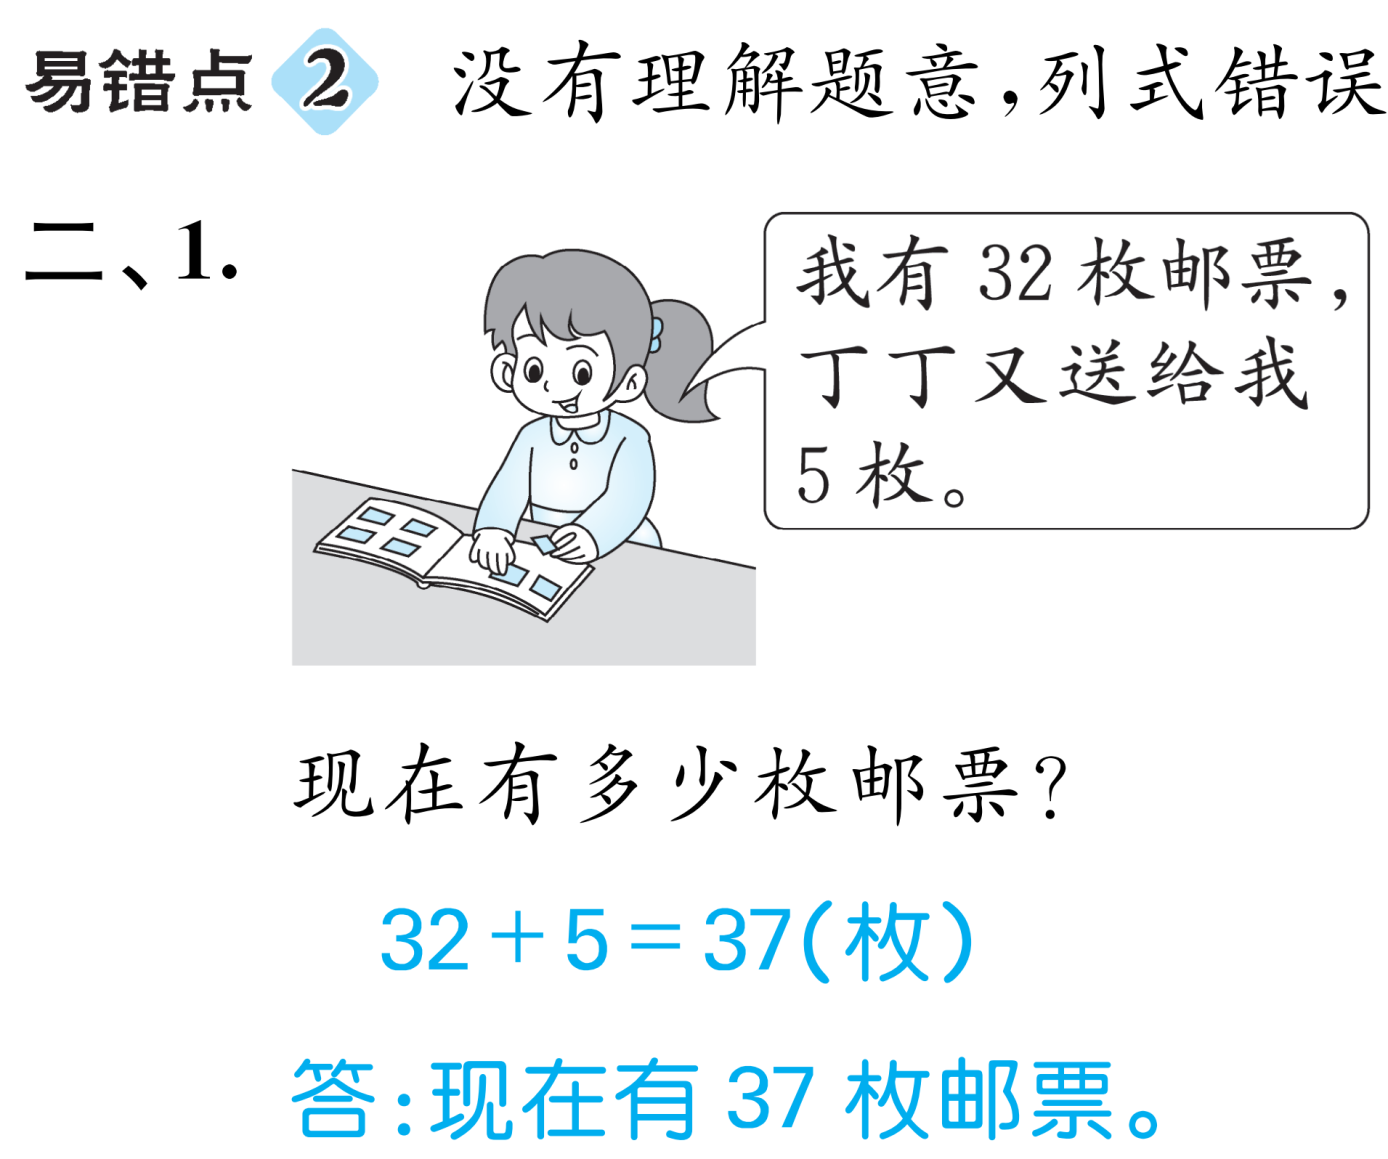 易错点 2 没有理解题意,列式错误
二、1.
我有 32 枚邮票,
丁丁又送给我
5 枚。
现在有多少枚邮票?
32+5=37(枚)
答:现在有 37 枚邮票。